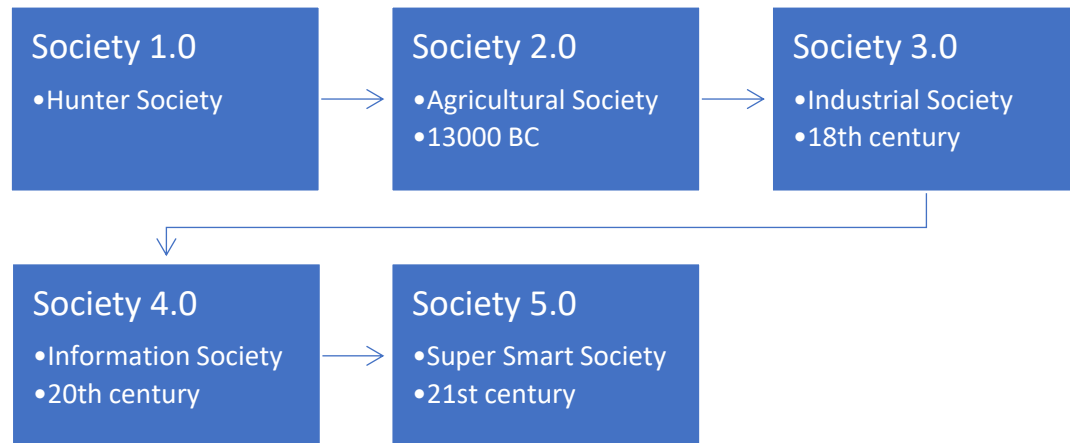 Society 1.0
•Hunter Society
Society 2.0
•Agricultural Society
•13000 BC
Society 3.0
•Industrial Society
•18th century
Society 4.0
•Information Society
•20th century
Society 5.0
•Super Smart Society
•21st century